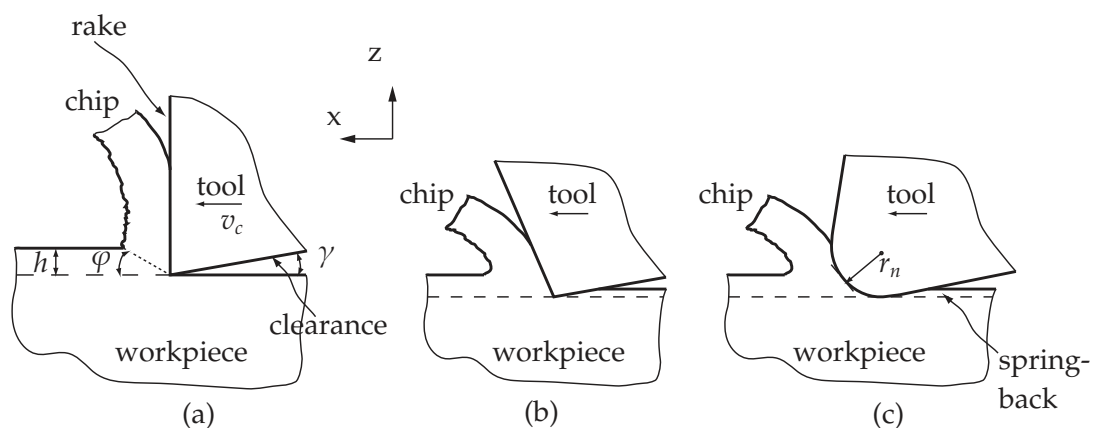 rake
z
chip
x
tool
v_c
h
φ
γ
clearance
workpiece
(a)
chip
tool
workpiece
(b)
chip
tool
r_n
workpiece
spring-
back
(c)